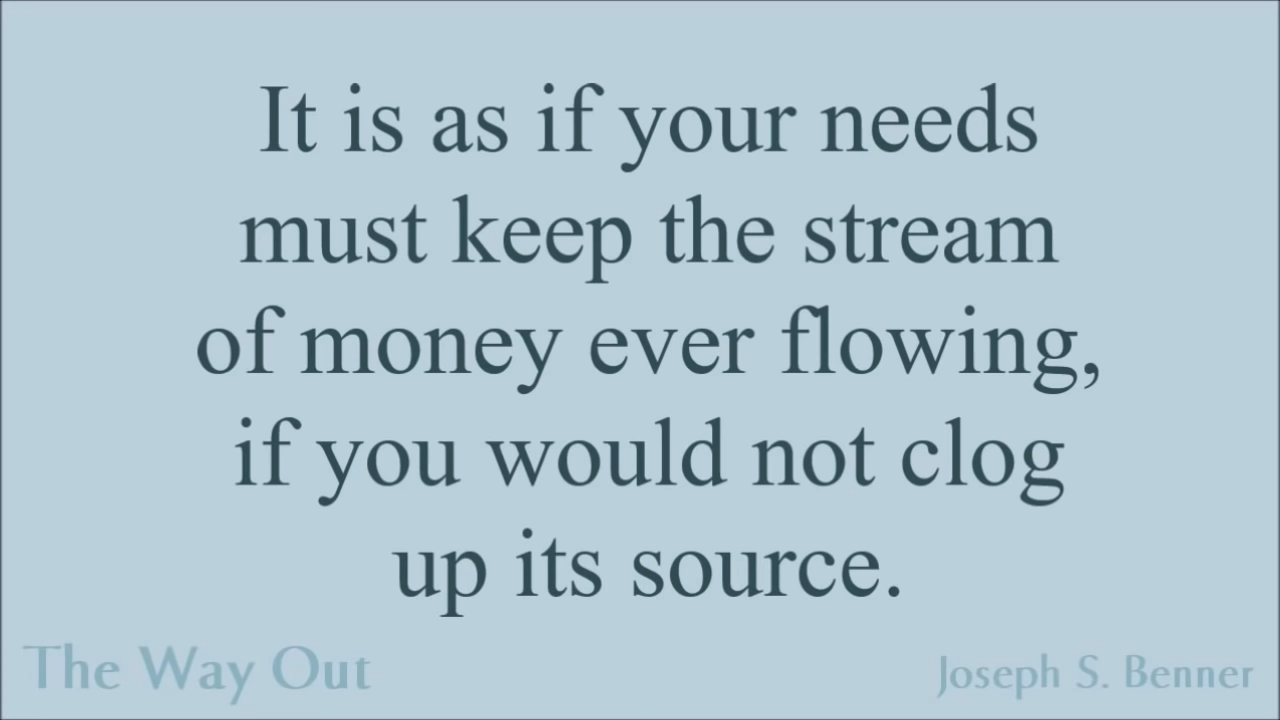 It is as if your needs
must keep the stream
of money ever flowing,
if you would not clog
up its source.
The Way Out
Joseph S. Benner